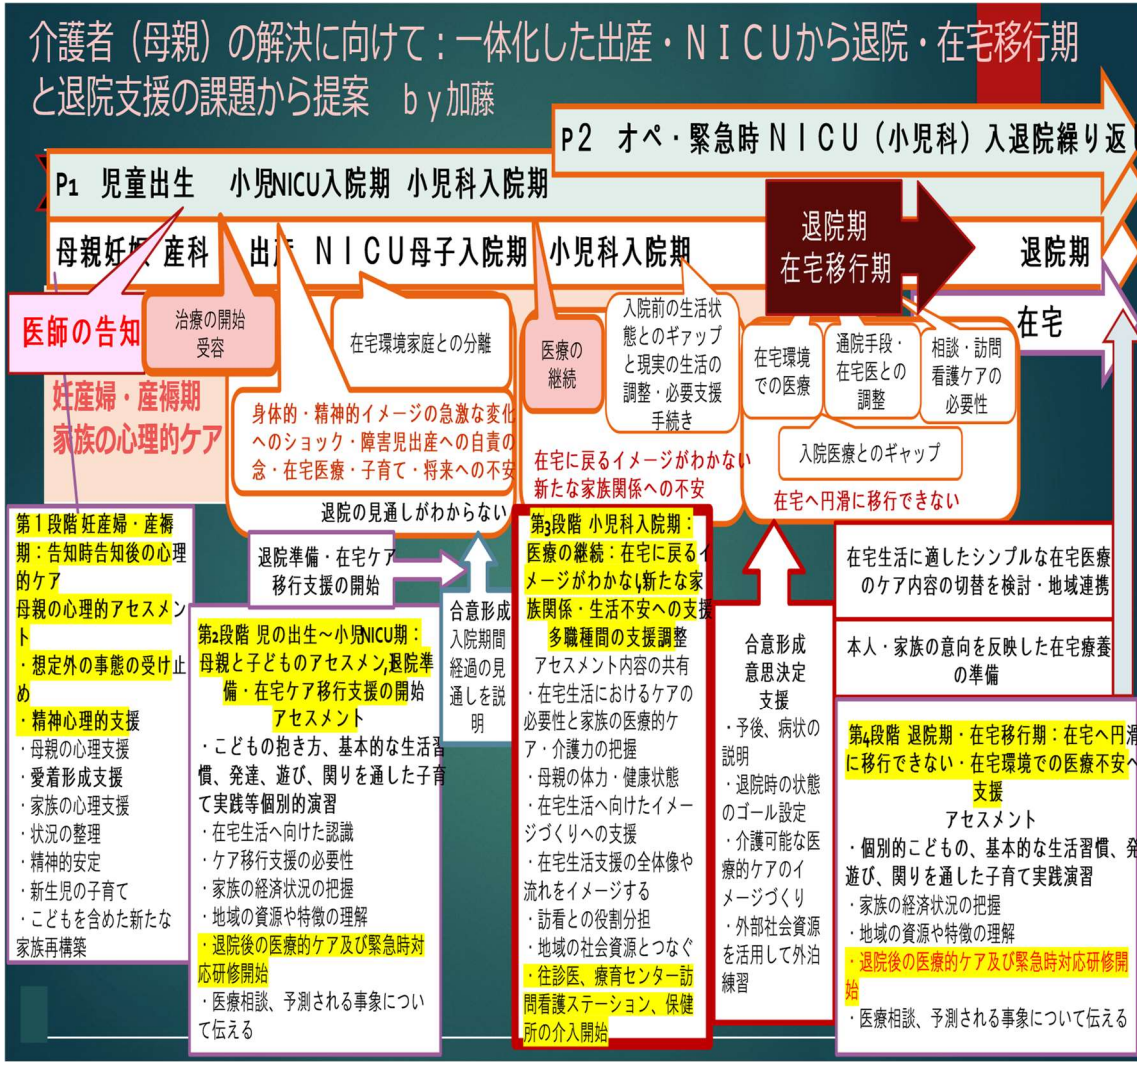 介護者（母親）の解決に向けて：一体化した出産・ＮＩＣＵから退院・在宅移行期
と退院支援の課題から提案　ｂｙ加藤
P2　オペ・緊急時ＮＩＣＵ（小児科）入退院繰り返
P1　児童出生　小児NICU入院期 小児科入院期
母親妊娠 産科　出産　ＮＩＣＵ母子入院期　小児科入院期
退院期
在宅移行期
退院期
在宅
医師の告知
治療の開始
受容
在宅環境家庭との分離
医療の
継続
入院前の生活状
態とのギャップ
と現実の生活の
調整・必要支援
手続き
在宅環境
での医療
通院手段・
在宅医との
調整
相談・訪問
看護ケアの
必要性
入院医療とのギャップ
妊産婦・産褥期
家族の心理的ケア
身体的・精神的イメージの急激な変化
へのショック・障害児出産への自責の
念・在宅医療・子育て・将来への不安
退院の見通しがわからない
在宅に戻るイメージがわかない
新たな家族関係への不安
在宅へ円滑に移行できない
第１段階 妊産婦・産褥
期：告知時告知後の心理
的ケア
母親の心理的アセスメン
ト
・想定外の事態の受け止
め
・精神心理的支援
・母親の心理支援
・愛着形成支援
・家族の心理支援
・状況の整理
・精神的安定
・新生児の子育て
・こどもを含めた新たな
家族再構築
退院準備・在宅ケア
移行支援の開始
第2段階 児の出生～小児NICU期：
母親と子どものアセスメント,退院準
備・在宅ケア移行支援の開始
アセスメント
・こどもの抱き方、基本的な生活習
慣、発達、遊び、関りを通した子育
て実践等個別的演習
・在宅生活へ向けた認識
・ケア移行支援の必要性
・家族の経済状況の把握
・地域の資源や特徴の理解
・退院後の医療的ケア及び緊急時対
応研修開始
・医療相談、予測される事象につい
て伝える
合意形成
入院期間
経過の見
通しを説
明
第3段階 小児科入院期：
医療の継続：在宅に戻るイ
メージがわかない,新たな家
族関係・生活不安への支援
多職種間の支援調整
アセスメント内容の共有
・在宅生活におけるケアの
必要性と家族の医療的ケ
ア・介護力の把握
・母親の体力・健康状態
・在宅生活へ向けたイメー
ジづくりへの支援
・在宅生活支援の全体像や
流れをイメージする
・訪看との役割分担
・地域の社会資源とつなぐ
・往診医、療育センター訪
問看護ステーション、保健
所の介入開始
合意形成
意思決定
支援
・予後、病状の
説明
・退院時の状態
のゴール設定
・介護可能な医
療的ケアのイ
メージづくり
・外部社会資源
を活用して外泊
練習
在宅生活に適したシンプルな在宅医療
のケア内容の切替を検討・地域連携
本人・家族の意向を反映した在宅療養
の準備
第4段階 退院期・在宅移行期：在宅へ円滑
に移行できない・在宅環境での医療不安へ
支援
アセスメント
・個別的こどもの、基本的な生活習慣、発
遊び、関りを通した子育て実践演習
・家族の経済状況の把握
・地域の資源や特徴の理解
・退院後の医療的ケア及び緊急時対応研修開
始
・医療相談、予測される事象について伝える